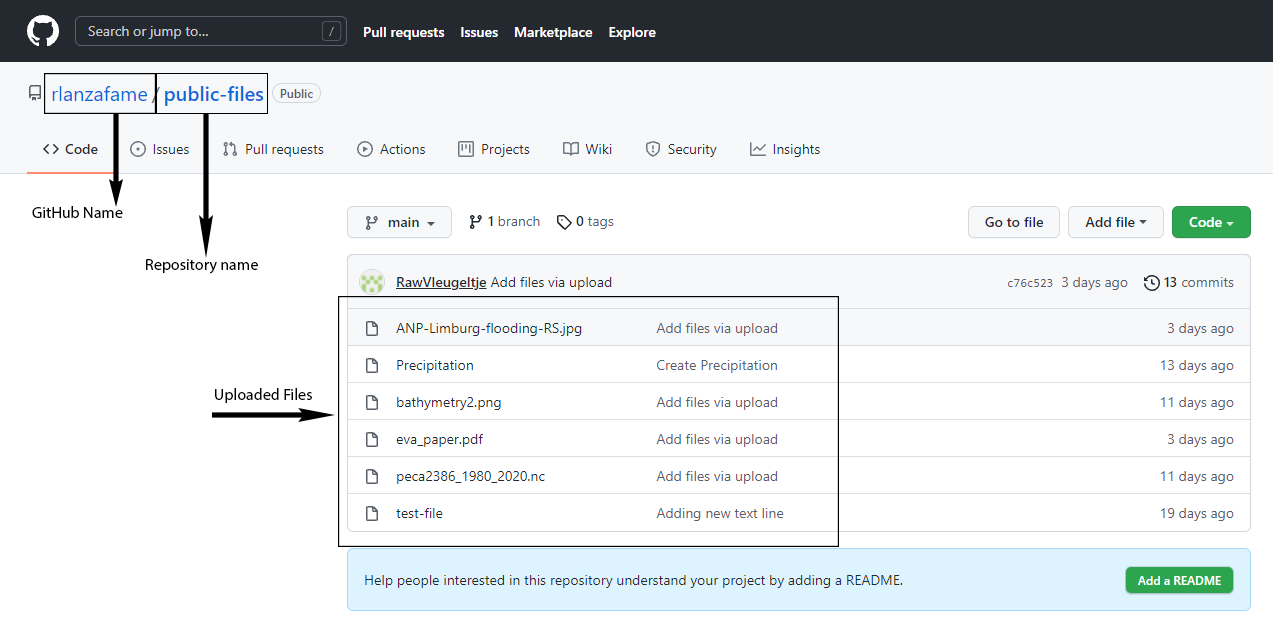 Search or jump to... /
Pull requests Issues Marketplace Explore
rlanzafame / public-files Public
Code Issues Pull requests Actions Projects Wiki Security Insights
GitHub Name
Repository name
main 1 branch 0 tags Go to file Add file Code
RawVleugeltje Add files via upload c76c523 3 days ago 13 commits
ANP-Limburg-flooding-RS.jpg Add files via upload 3 days ago
Precipitation Create Precipitation 13 days ago
Uploaded Files
bathymetry2.png Add files via upload 11 days ago
eva_paper.pdf Add files via upload 3 days ago
peca2386_1980_2020.nc Add files via upload 11 days ago
test-file Adding new text line 19 days ago
Help people interested in this repository understand your project by adding a README. Add a README